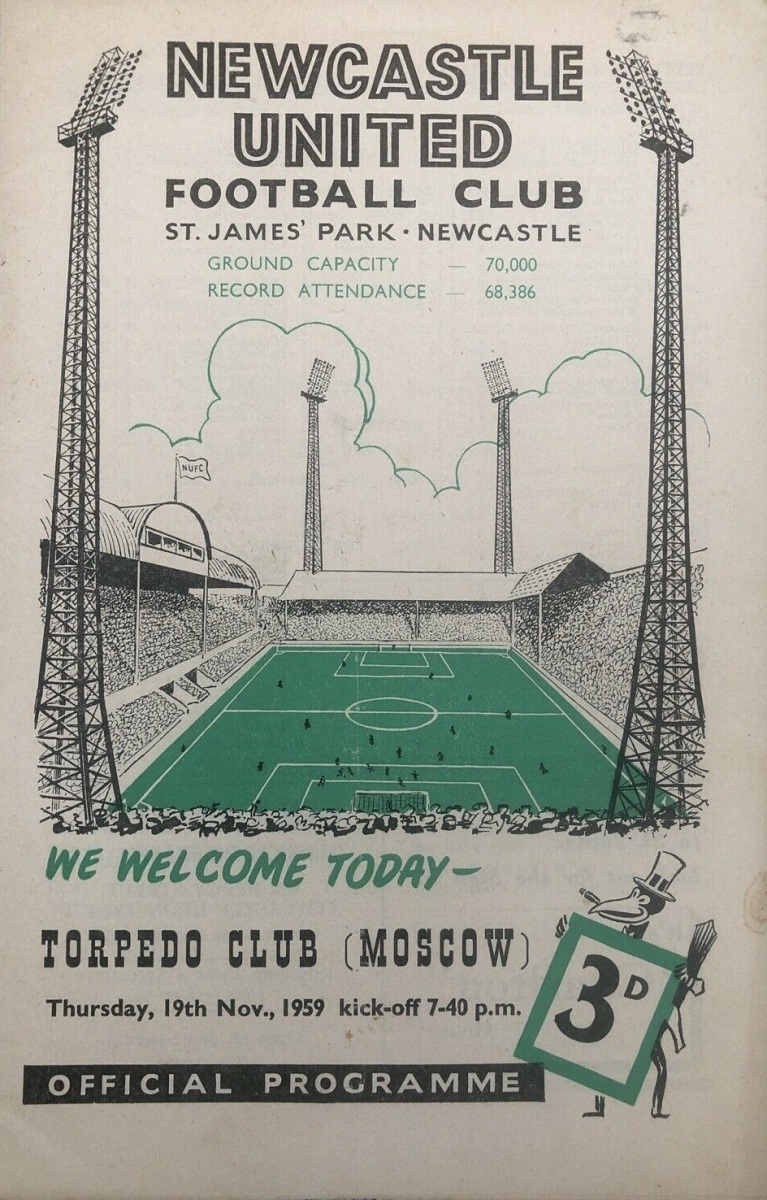 NEWCASTLE
UNITED
FOOTBALL CLUB
ST. JAMES' PARK · NEWCASTLE
GROUND CAPACITY — 70,000
RECORD ATTENDANCE — 68,386
NUFC
WE WELCOME TODAY—
TORPEDO CLUB (MOSCOW)
Thursday, 19th Nov., 1959 kick-off 7-40 p.m.
3D
OFFICIAL PROGRAMME